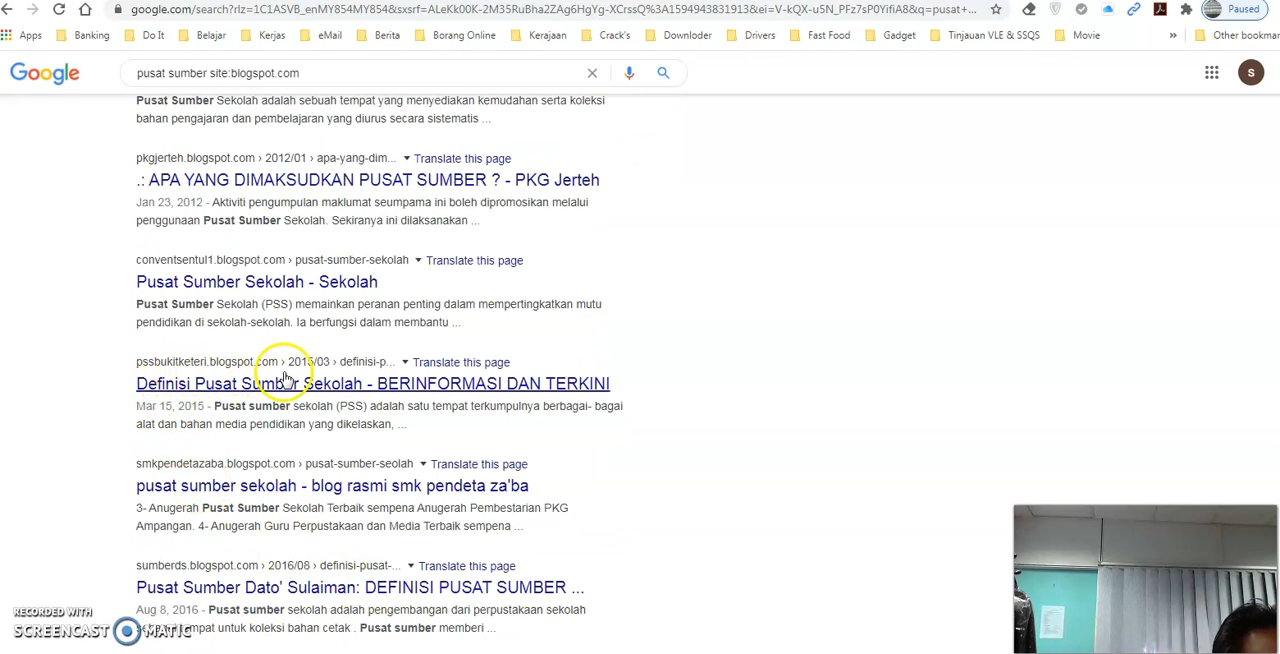 google.com/search?rlz=1C1ASVB_enMY854MY854&sxsrf=ALeKk00K-2M35RuBha2ZAg6HgYg-XCrssQ%3A1594943831913&ei=V-kQX-u5N_PFz7sP0YifiA8&q=pusat+... Paused
Apps Banking Do It Belajar Kerjas eMail Berita Borang Online Kerajaan Crack's Downloder Drivers Fast Food Gadget Tinjauan VLE & SSQS Movie » Other bookmar
Google pusat sumber site:blogspot.com S
Pusat Sumber Sekolah adalah sebuah tempat yang menyediakan kemudahan serta koleksi
bahan pengajaran dan pembelajaran yang diurus secara sistematis ...
pkgjerteh.blogspot.com › 2012/01 › apa-yang-dim... Translate this page
.: APA YANG DIMAKSUDKAN PUSAT SUMBER ? - PKG Jerteh
Jan 23, 2012 - Aktiviti pengumpulan maklumat seumpama ini boleh dipromosikan melalui
penggunaan Pusat Sumber Sekolah. Sekiranya ini dilaksanakan ...
conventsentul1.blogspot.com › pusat-sumber-sekolah Translate this page
Pusat Sumber Sekolah - Sekolah
Pusat Sumber Sekolah (PSS) memainkan peranan penting dalam mempertingkatkan mutu
pendidikan di sekolah-sekolah. Ia berfungsi dalam membantu ...
pssbukitketeri.blogspot.com › 2015/03 › definisi-p... Translate this page
Definisi Pusat Sumber Sekolah - BERINFORMASI DAN TERKINI
Mar 15, 2015 - Pusat sumber sekolah (PSS) adalah satu tempat terkumpulnya berbagai- bagai
alat dan bahan media pendidikan yang dikelaskan, ...
smkpendetazaba.blogspot.com › pusat-sumber-seolah Translate this page
pusat sumber sekolah - blog rasmi smk pendeta za'ba
3- Anugerah Pusat Sumber Sekolah Terbaik sempena Anugerah Pembestarian PKG
Ampangan. 4- Anugerah Guru Perpustakaan dan Media Terbaik sempena ...
sumberds.blogspot.com › 2016/08 › definisi-pusat-... Translate this page
Pusat Sumber Dato' Sulaiman: DEFINISI PUSAT SUMBER ...
Aug 8, 2016 - Pusat sumber sekolah adalah pengembangan dari perpustakaan sekolah
tempat untuk koleksi bahan cetak . Pusat sumber memberi ...
RECORDED WITH
SCREENCAST MATIC